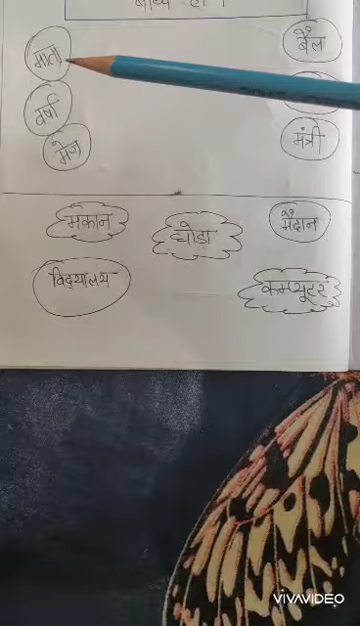 बाध्य हो।
माता
बैल
वर्षा
मेज
मंत्री
मकान
घोड़ा
मैदान
विद्यालय
कम्प्यूटर
VIVAVIDEO